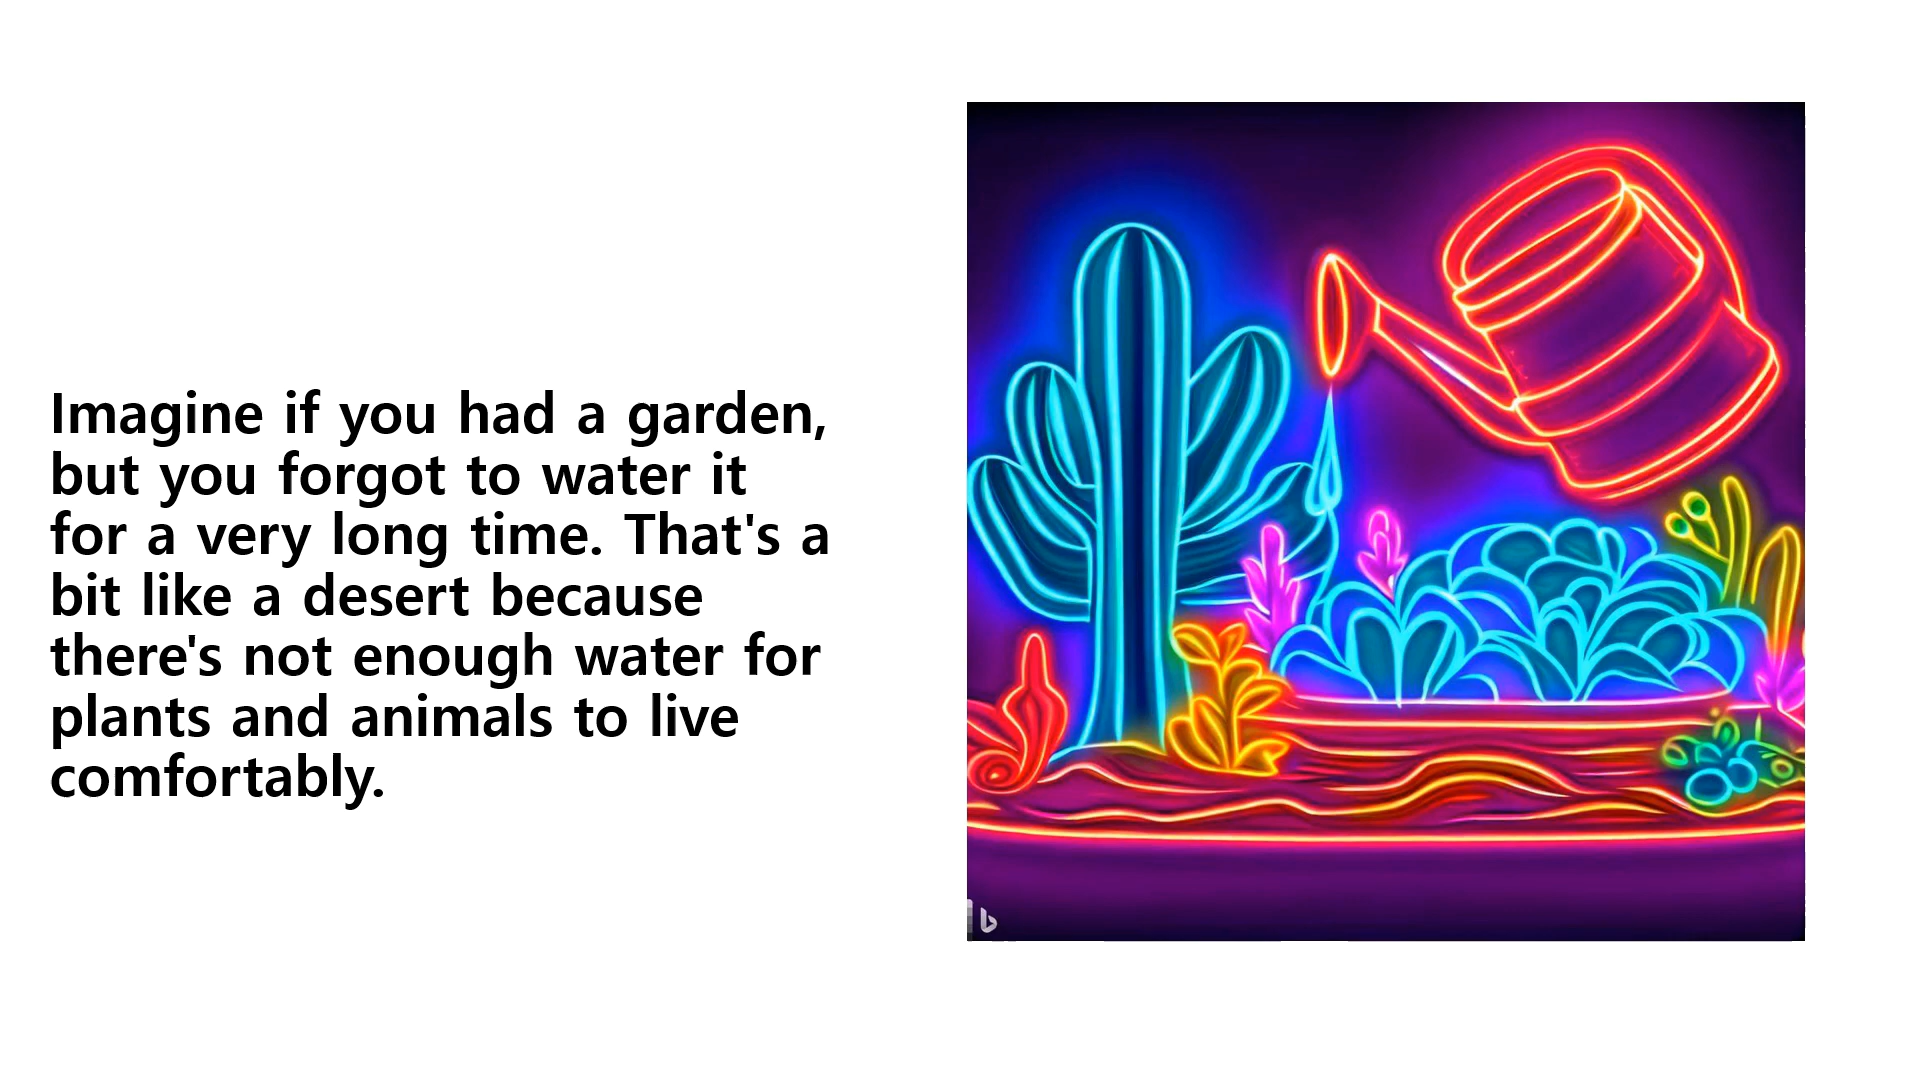 Imagine if you had a garden,
but you forgot to water it
for a very long time. That's a
bit like a desert because
there's not enough water for
plants and animals to live
comfortably.